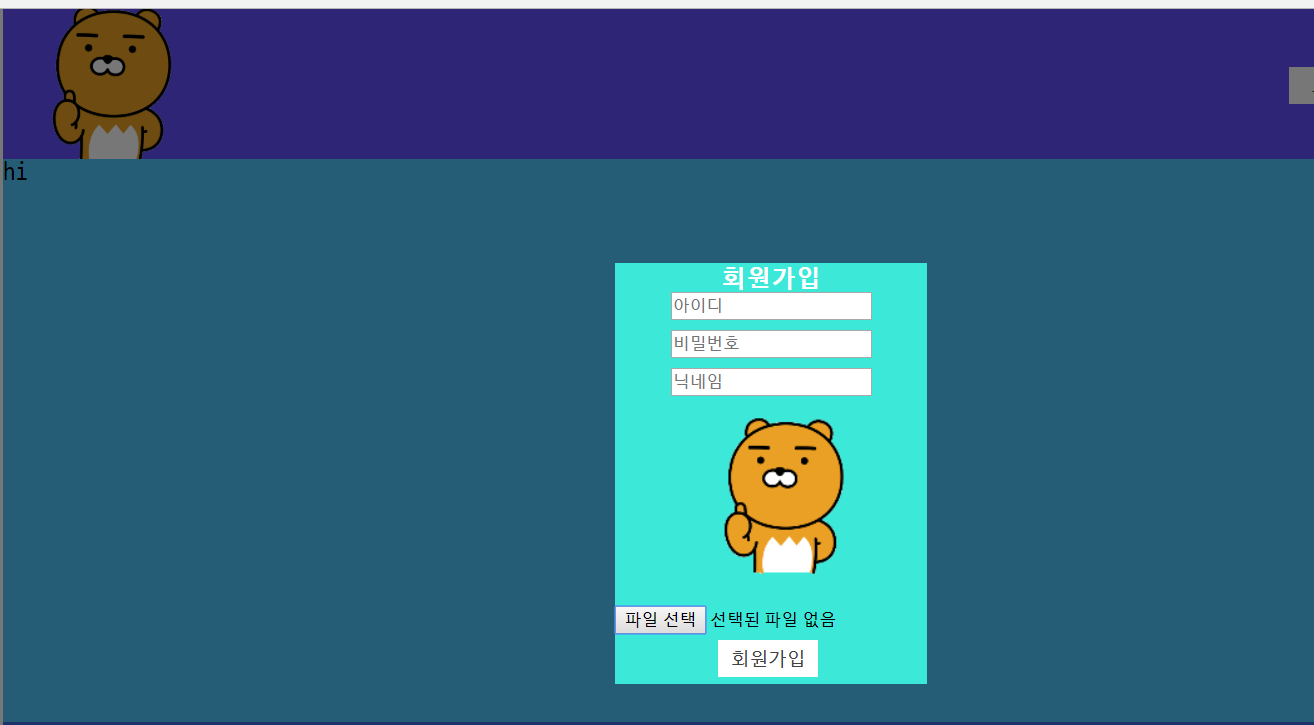 hi
회원가입
아이디
비밀번호
닉네임
파일 선택 선택된 파일 없음
회원가입